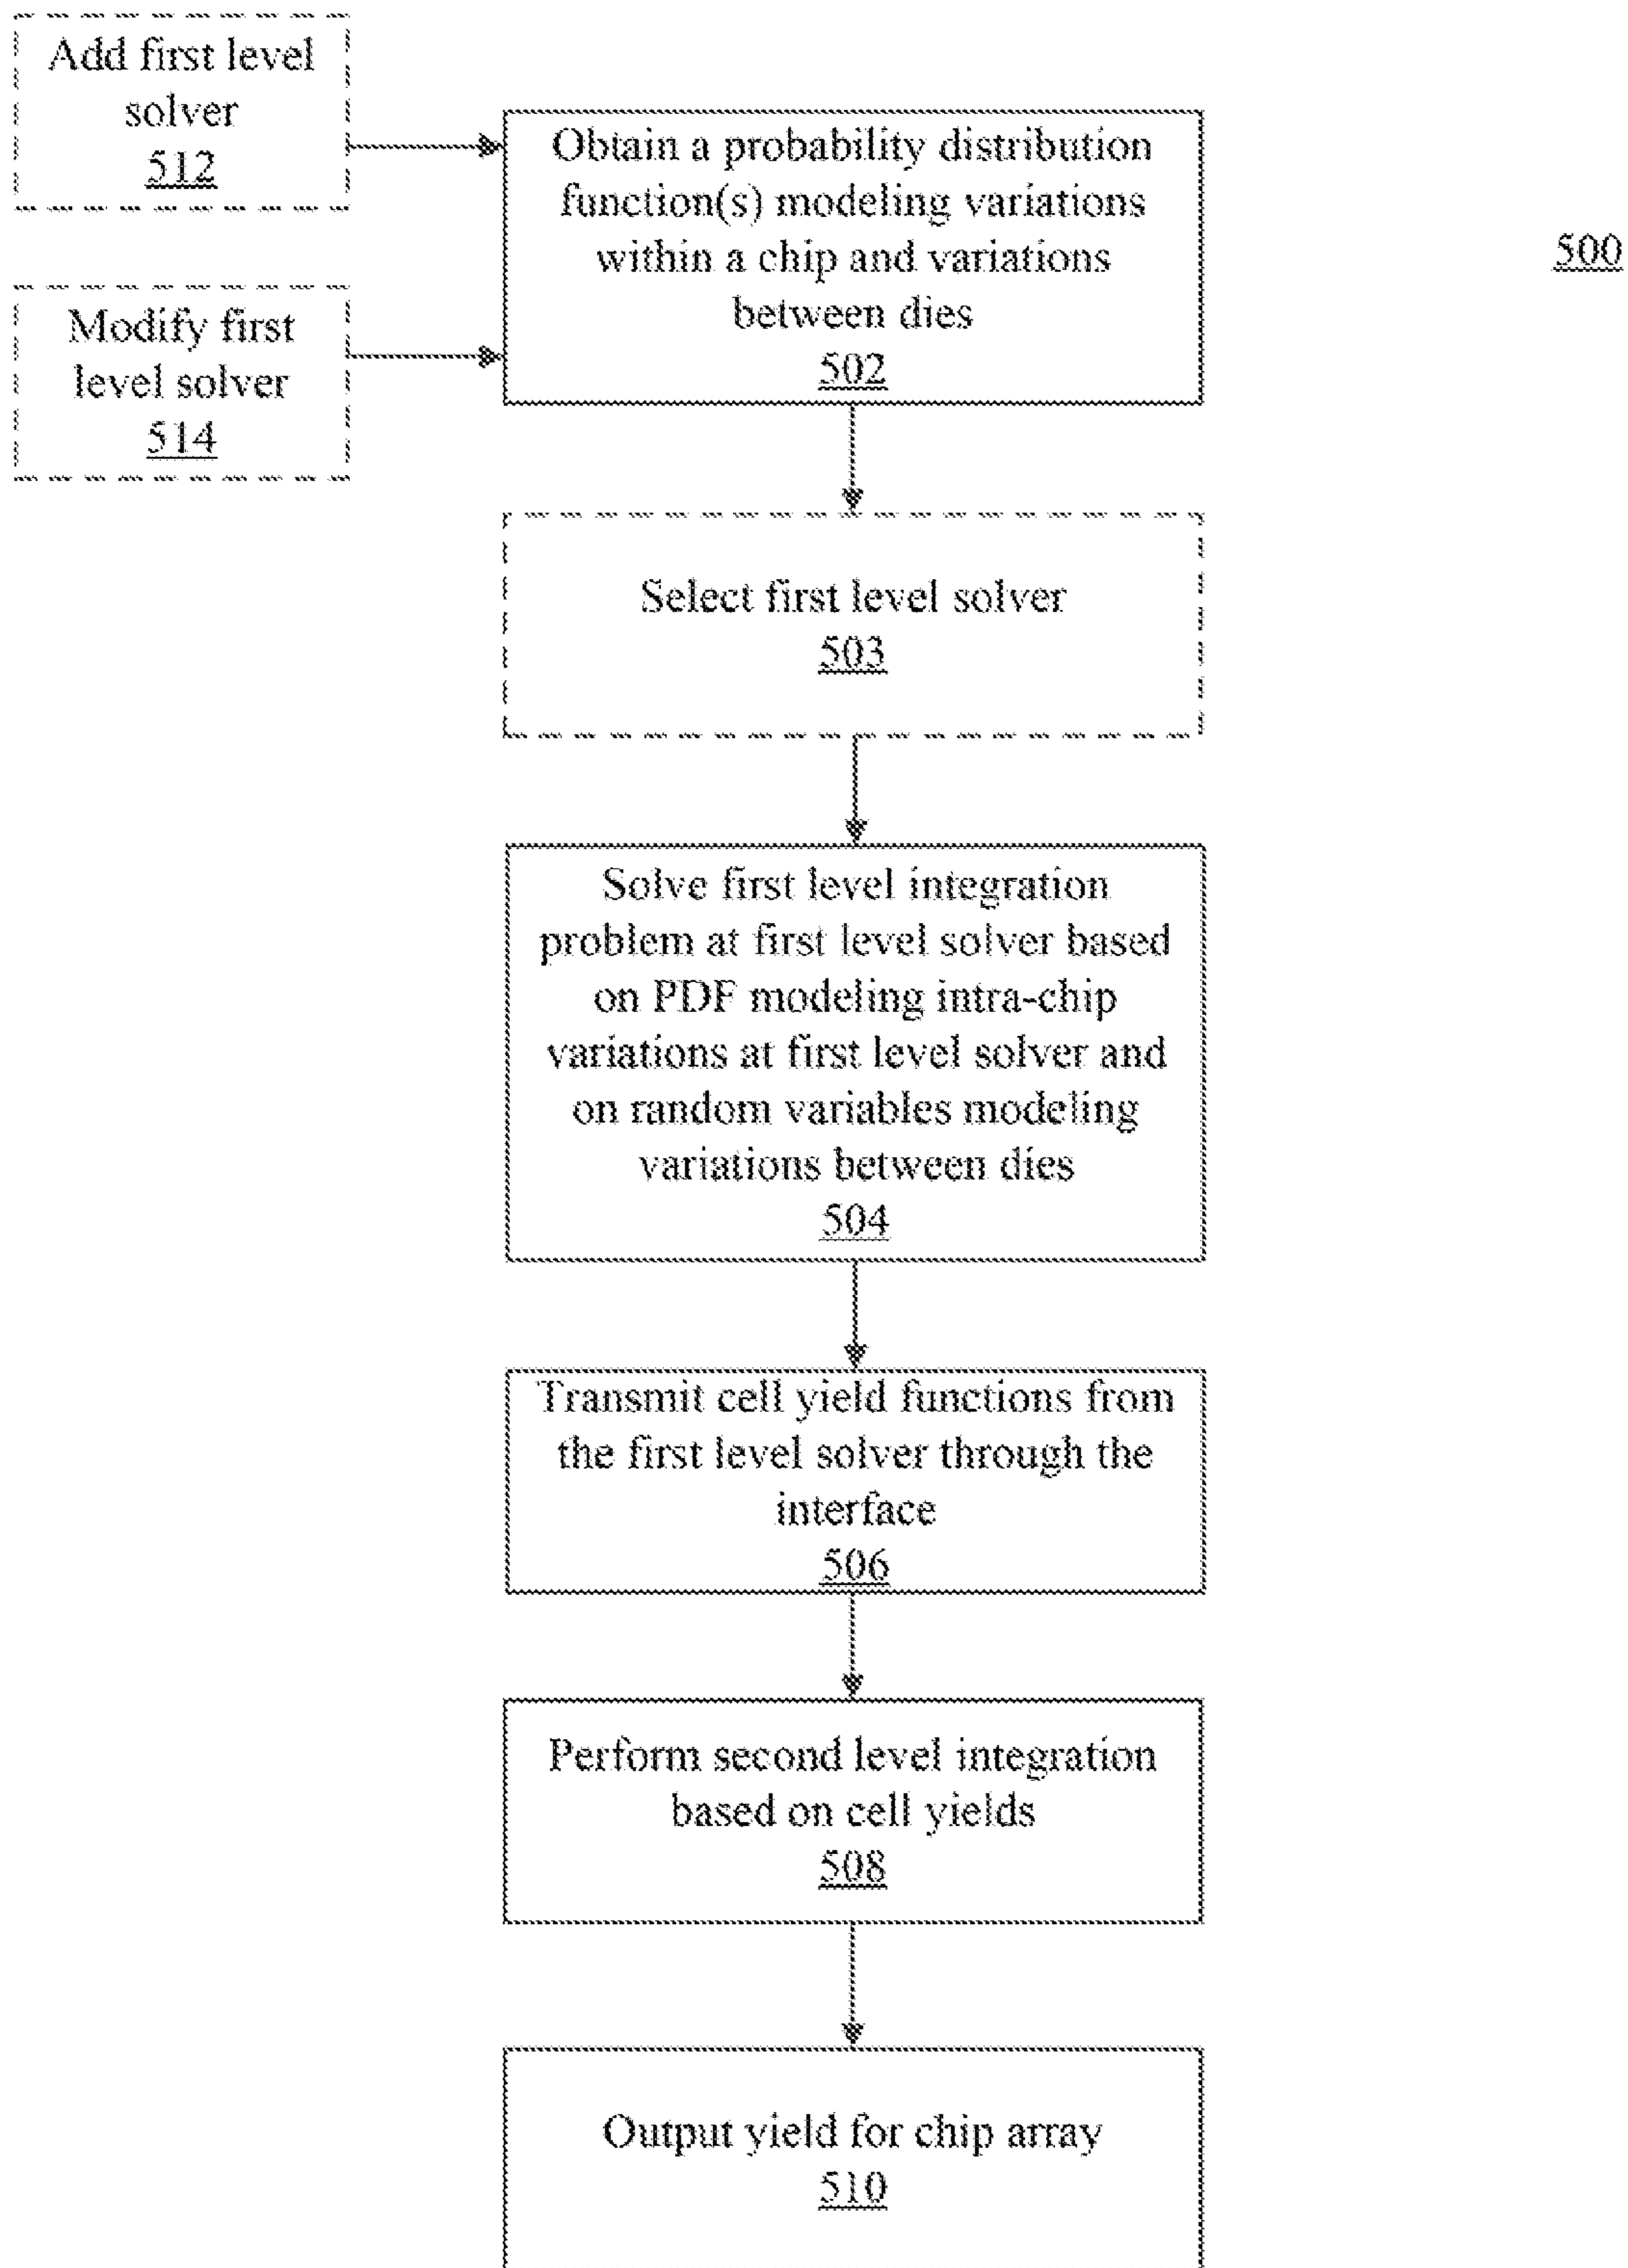 Add first level
solver
512
Obtain a probability distribution
function(s) modeling variations
within a chip and variations
between dies
502
500
Modify first
level solver
514
Select first level solver
503
Solve first level integration
problem at first level solver based
on PDF modeling intra-chip
variations at first level solver and
on random variables modeling
variations between dies
504
Transmit cell yield functions from
the first level solver through the
interface
506
Perform second level integration
based on cell yields
508
Output yield for chip array
510